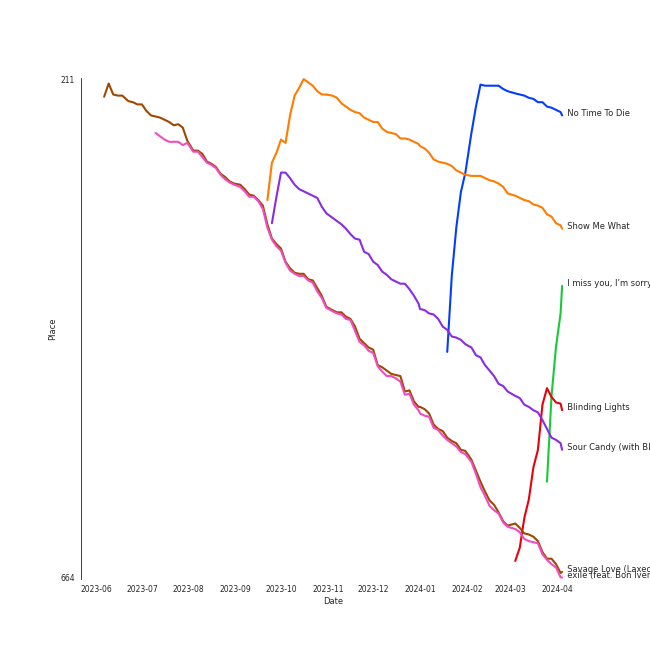 211
No Time To Die
Show Me What
I miss you, I'm sorry
Place
Blinding Lights
Sour Candy (with Bl
Savage Love (Laxed
exile (feat. Bon Iver
664
2023-06 2023-07 2023-08 2023-09 2023-10 2023-11 2023-12 2024-01 2024-02 2024-03 2024-04
Date